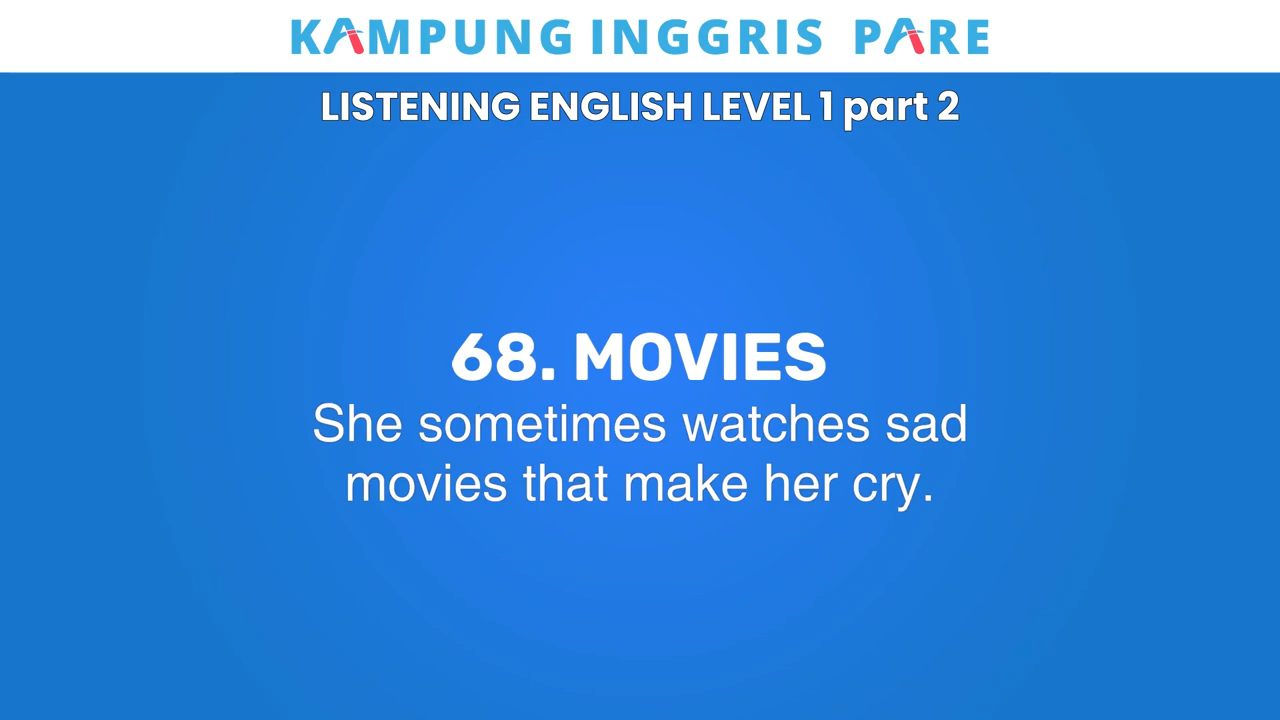 KAMPUNG INGGRIS PARE
LISTENING ENGLISH LEVEL 1 part 2
68. MOVIES
She sometimes watches sad
movies that make her cry.